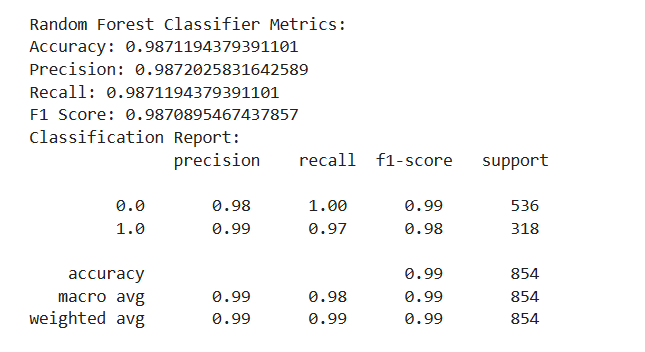 Random Forest Classifier Metrics:
Accuracy: 0.9871194379391101
Precision: 0.9872025831642589
Recall: 0.9871194379391101
F1 Score: 0.9870895467437857
Classification Report:
precision recall f1-score support
0.0 0.98 1.00 0.99 536
1.0 0.99 0.97 0.98 318
accuracy 0.99 854
macro avg 0.99 0.98 0.99 854
weighted avg 0.99 0.99 0.99 854